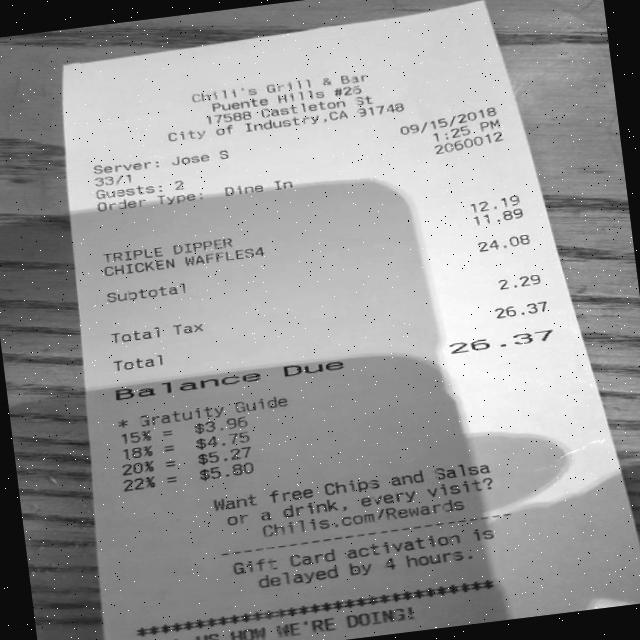 Chili's Grill & Bar
Puente Hills #26
17588 Castleton St
City of Industry,CA 91748
09/15/2018
Server: Jose S 1:25 PM
33/1 2060012
Guests: 2
Order Type: Dine In
TRIPLE DIPPER 12.19
CHICKEN WAFFLES4 11.89
Subtotal 24.08
Total Tax 2.29
Total 26.37
Balance Due 26.37
* Gratuity Guide
15% = $3.96
18% = $4.75
20% = $5.27
22% = $5.80
Want free Chips and Salsa
or a drink, every visit?
Chilis.com/Rewards
Gift Card activation is
delayed by 4 hours.
US HOW WE'RE DOING!